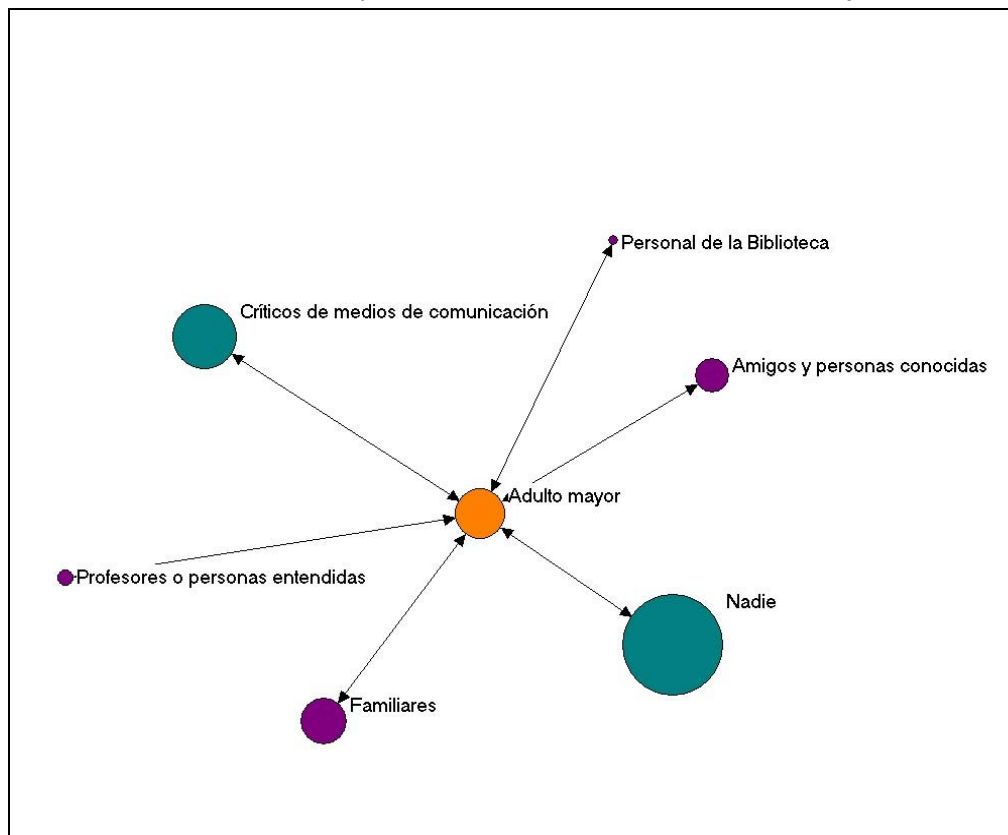 Personal de la Biblioteca
Críticos de medios de comunicación
Amigos y personas conocidas
Adulto mayor
Profesores o personas entendidas
Nadie
Familiares